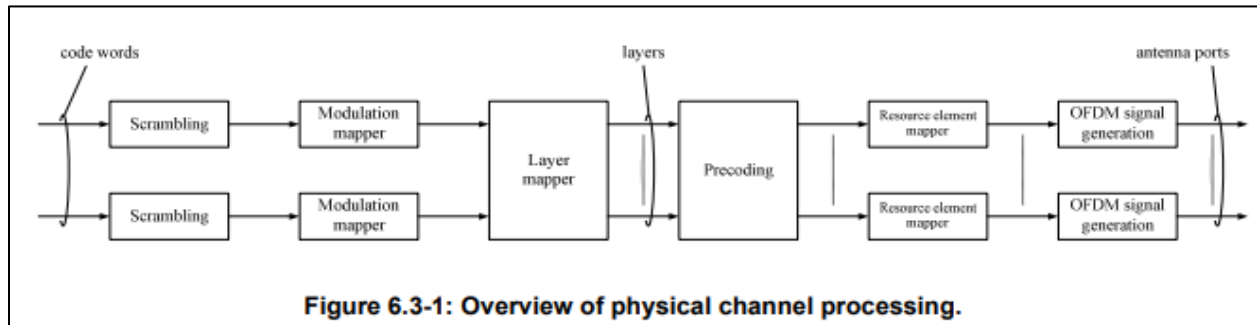 code words
layers
antenna ports
Scrambling
Modulation
mapper
Layer
mapper
Precoding
Resource element
mapper
OFDM signal
generation
Scrambling
Modulation
mapper
Resource element
mapper
OFDM signal
generation
Figure 6.3-1: Overview of physical channel processing.